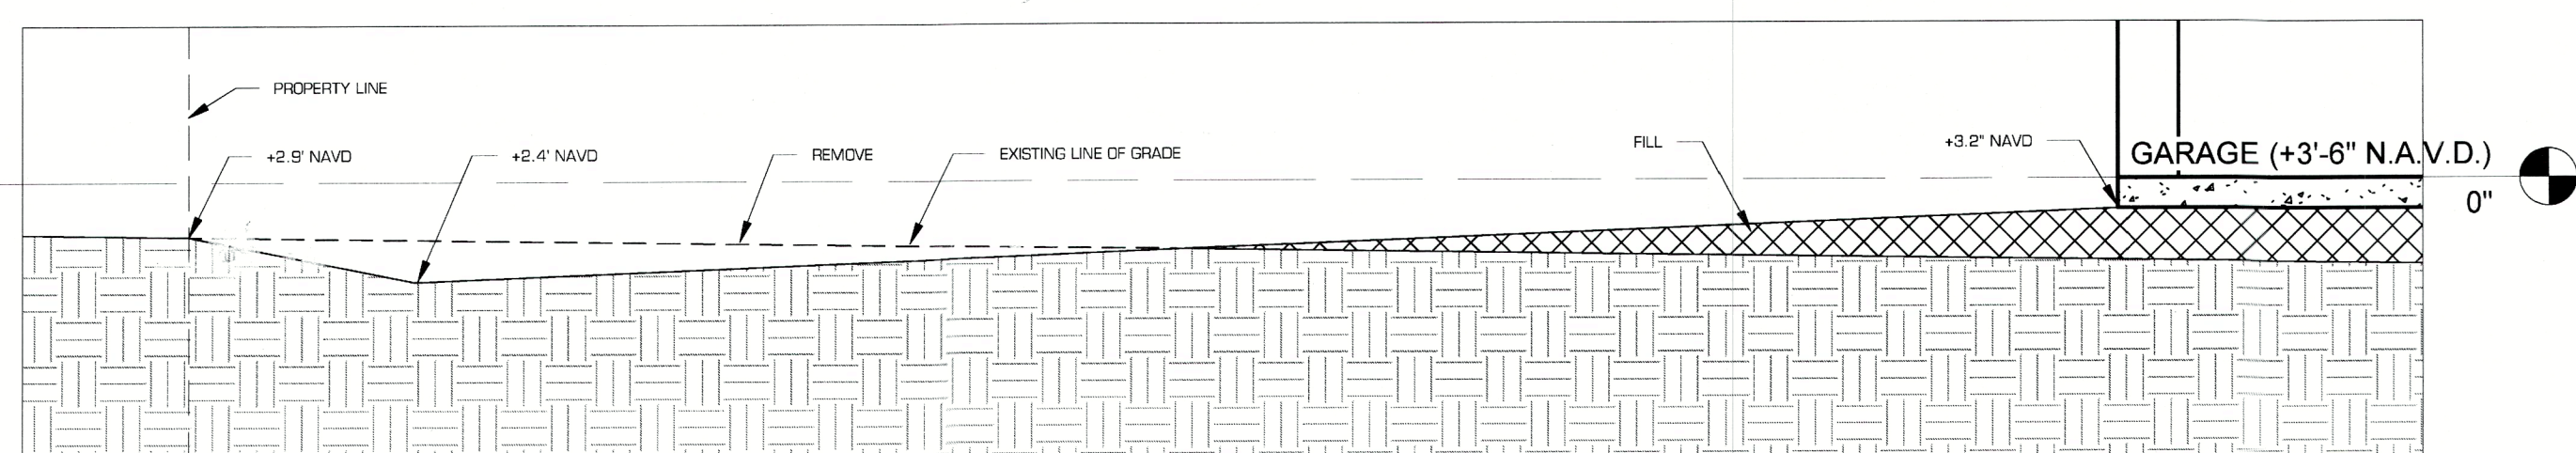 PROPERTY LINE
+2.9' NAVD
+2.4' NAVD
REMOVE
EXISTING LINE OF GRADE
FILL
+3.2" NAVD
GARAGE (+3'-6" N.A.V.D.)
0"